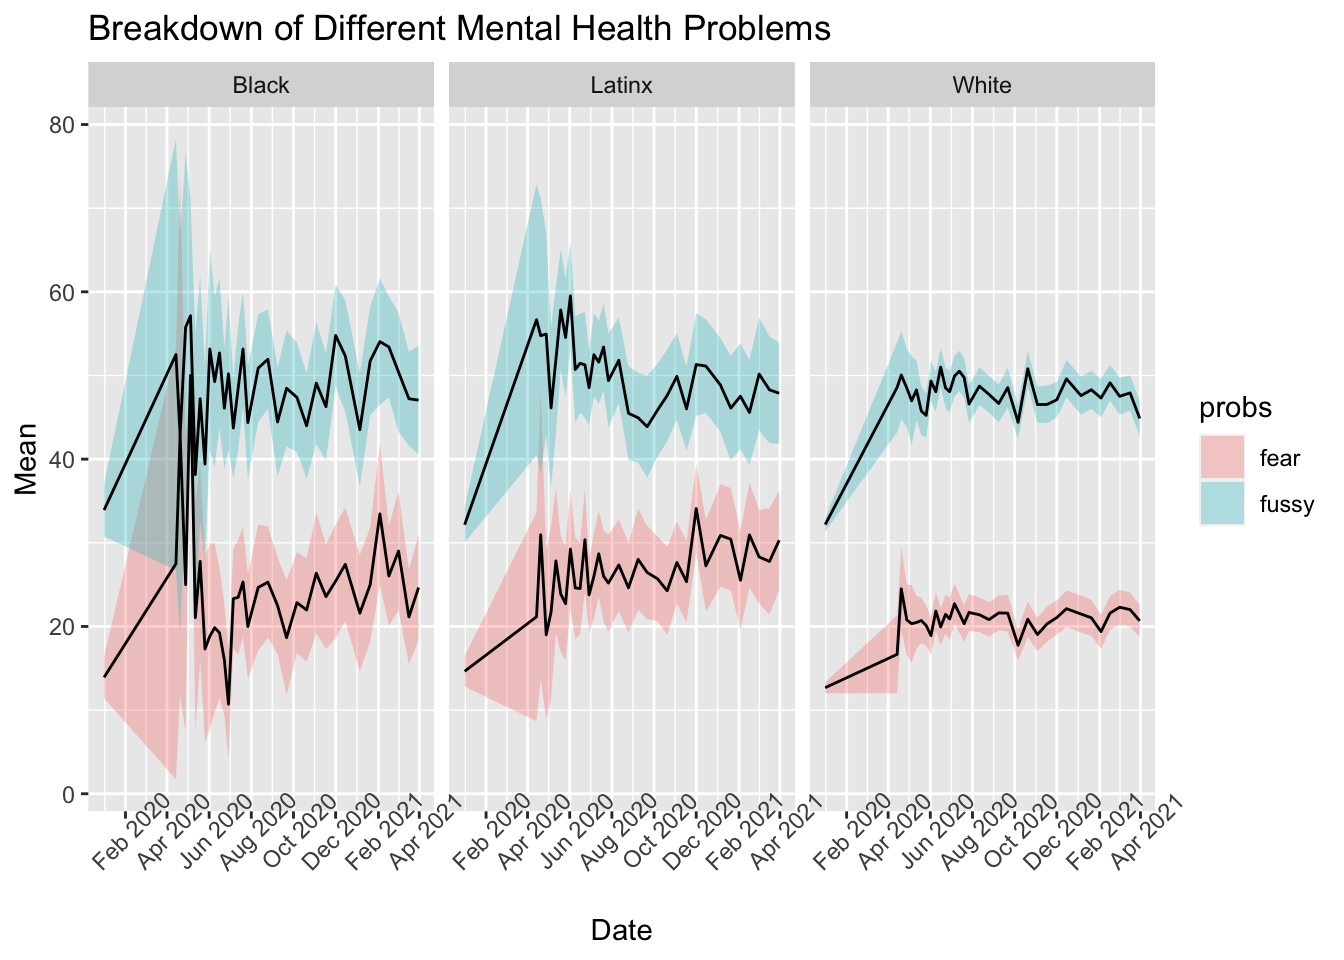 Breakdown of Different Mental Health Problems
Black
Latinx
White
80
60
40
20
0
Mean
Feb 2020
Apr 2020
Jun 2020
Aug 2020
Oct 2020
Dec 2020
Feb 2021
Apr 2021
Feb 2020
Apr 2020
Jun 2020
Aug 2020
Oct 2020
Dec 2020
Feb 2021
Apr 2021
Feb 2020
Apr 2020
Jun 2020
Aug 2020
Oct 2020
Dec 2020
Feb 2021
Apr 2021
Date
probs
fear
fussy